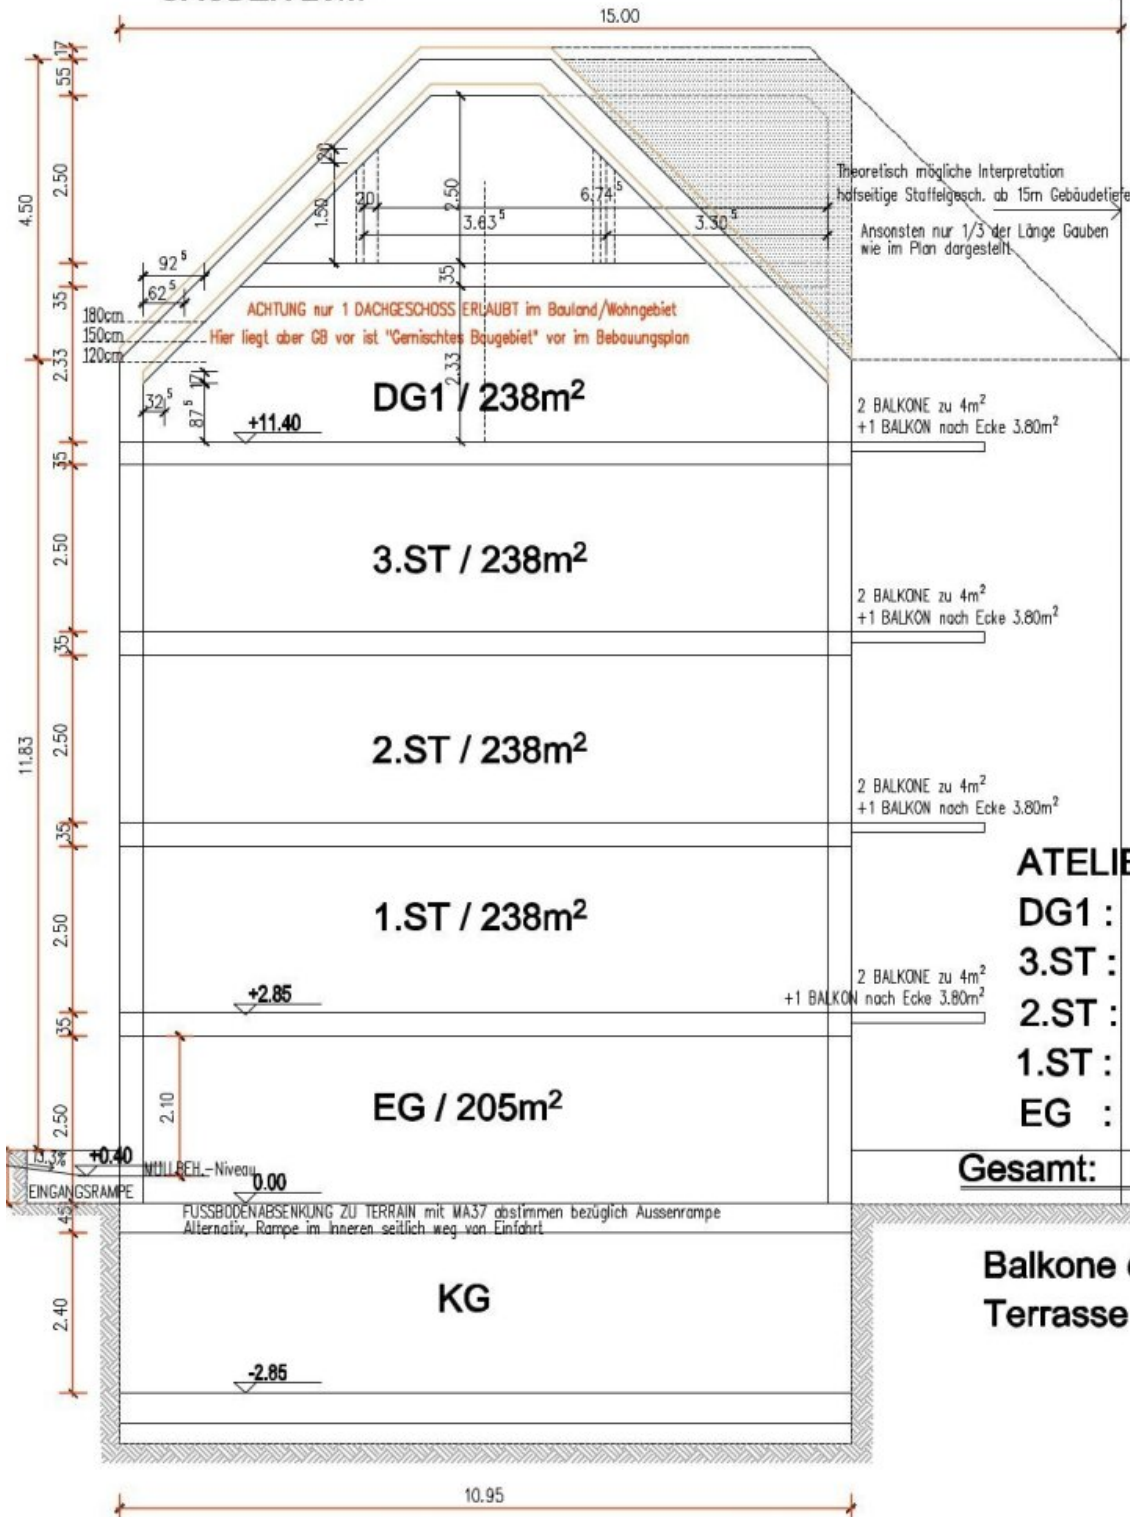 15.00
17
55
2.50
4.50
20
1.50
2.50
20
6.74⁵
3.63⁵
3.30⁵
Theoretisch mögliche Interpretation
halfseitige Staffelgesch. ab 15m Gebäudetiefe
Ansonsten nur 1/3 der Länge Gauben
wie im Plan dargestellt
92⁵
62⁵
35
35
180cm
150cm
120cm
ACHTUNG nur 1 DACHGESCHOSS ERLAUBT im Bauland/Wohngebiet
Hier liegt aber GB vor ist "Gemischtes Baugebiet" vor im Bebauungsplan
2.33
2.33
17
32⁵
87⁵
DG1 / 238m²
+11.40
2 BALKONE zu 4m²
+1 BALKON nach Ecke 3.80m²
35
2.50
3.ST / 238m²
2 BALKONE zu 4m²
+1 BALKON nach Ecke 3.80m²
35
11.83
2.50
2.ST / 238m²
2 BALKONE zu 4m²
+1 BALKON nach Ecke 3.80m²
35
2.50
1.ST / 238m²
+2.85
2 BALKONE zu 4m²
+1 BALKON nach Ecke 3.80m²
35
2.50
2.10
EG / 205m²
ATELIE
DG1 :
3.ST :
2.ST :
1.ST :
EG :
Gesamt:
13.3%
+0.40
MÜLLBEH.-Niveau
EINGANGSRAMPE
0.00
45
FUSSBODENABSENKUNG ZU TERRAIN mit MA37 abstimmen bezüglich Aussenrampe
Alternativ, Rampe im Inneren seitlich weg von Einfahrt
2.40
KG
-2.85
Balkone
Terrasse
10.95